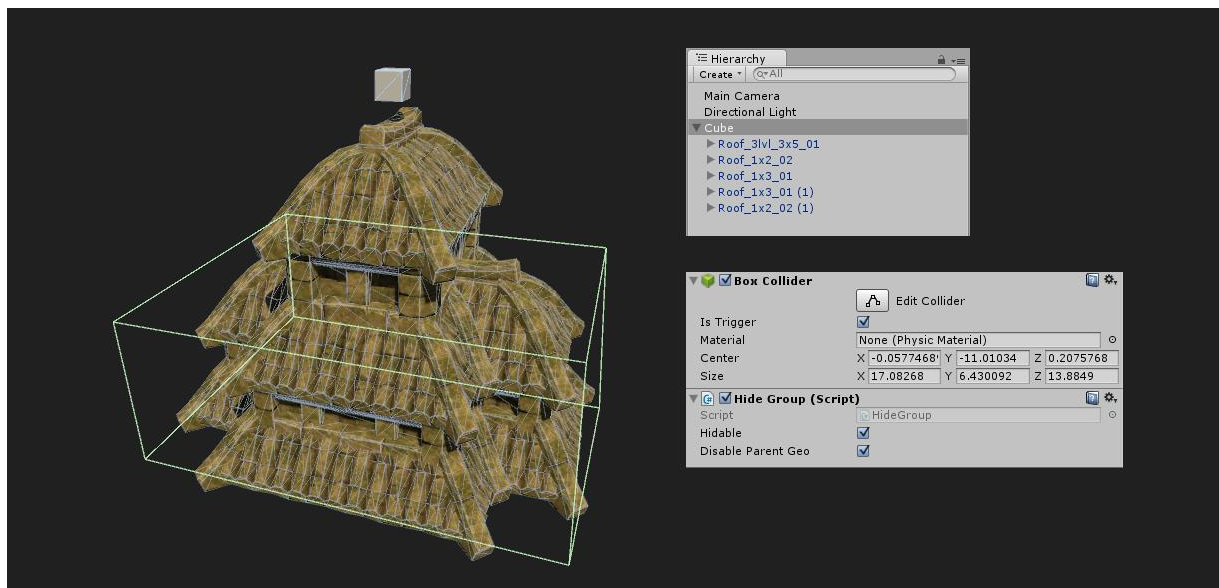 Hierarchy
Create All
Main Camera
Directional Light
Cube
Roof_3lvl_3x5_01
Roof_1x2_02
Roof_1x3_01
Roof_1x3_01 (1)
Roof_1x2_02 (1)
Box Collider
Edit Collider
Is Trigger
Material None (Physic Material)
Center X -0.0577468 Y -11.01034 Z 0.2075768
Size X 17.08268 Y 6.430092 Z 13.8849
Hide Group (Script)
Script HideGroup
Hidable
Disable Parent Geo